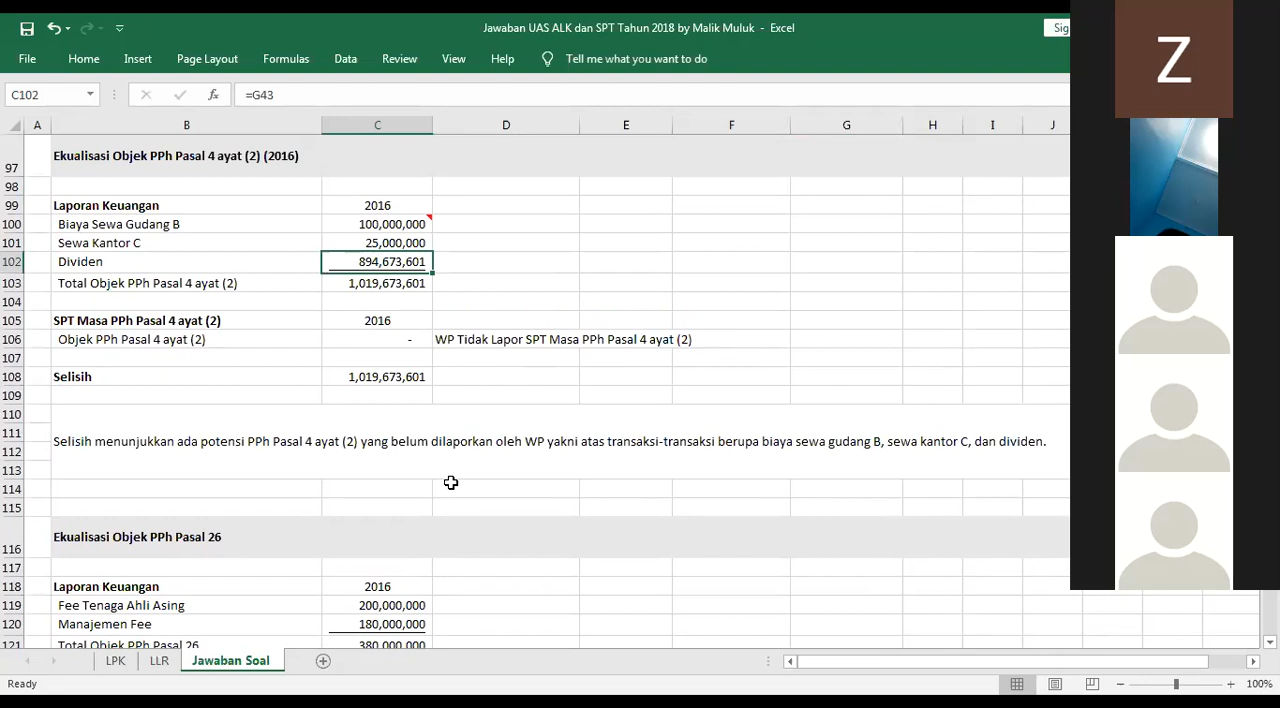 Jawaban UAS ALK dan SPT Tahun 2018 by Malik Muluk - Excel
Sig
File Home Insert Page Layout Formulas Data Review View Help Tell me what you want to do
C102 fx =G43
A B C D E F G H I J
97 Ekualisasi Objek PPh Pasal 4 ayat (2) (2016)
98
99 Laporan Keuangan 2016
100 Biaya Sewa Gudang B 100,000,000
101 Sewa Kantor C 25,000,000
102 Dividen 894,673,601
103 Total Objek PPh Pasal 4 ayat (2) 1,019,673,601
104
105 SPT Masa PPh Pasal 4 ayat (2) 2016
106 Objek PPh Pasal 4 ayat (2) - WP Tidak Lapor SPT Masa PPh Pasal 4 ayat (2)
107
108 Selisih 1,019,673,601
109
110
111
Selisih menunjukkan ada potensi PPh Pasal 4 ayat (2) yang belum dilaporkan oleh WP yakni atas transaksi-transaksi berupa biaya sewa gudang B, sewa kantor C, dan dividen.
112
113
114
115
116 Ekualisasi Objek PPh Pasal 26
117
118 Laporan Keuangan 2016
119 Fee Tenaga Ahli Asing 200,000,000
120 Manajemen Fee 180,000,000
121 Total Objek PPh Pasal 26 380,000,000
LPK LLR Jawaban Soal
Ready 100%
Z